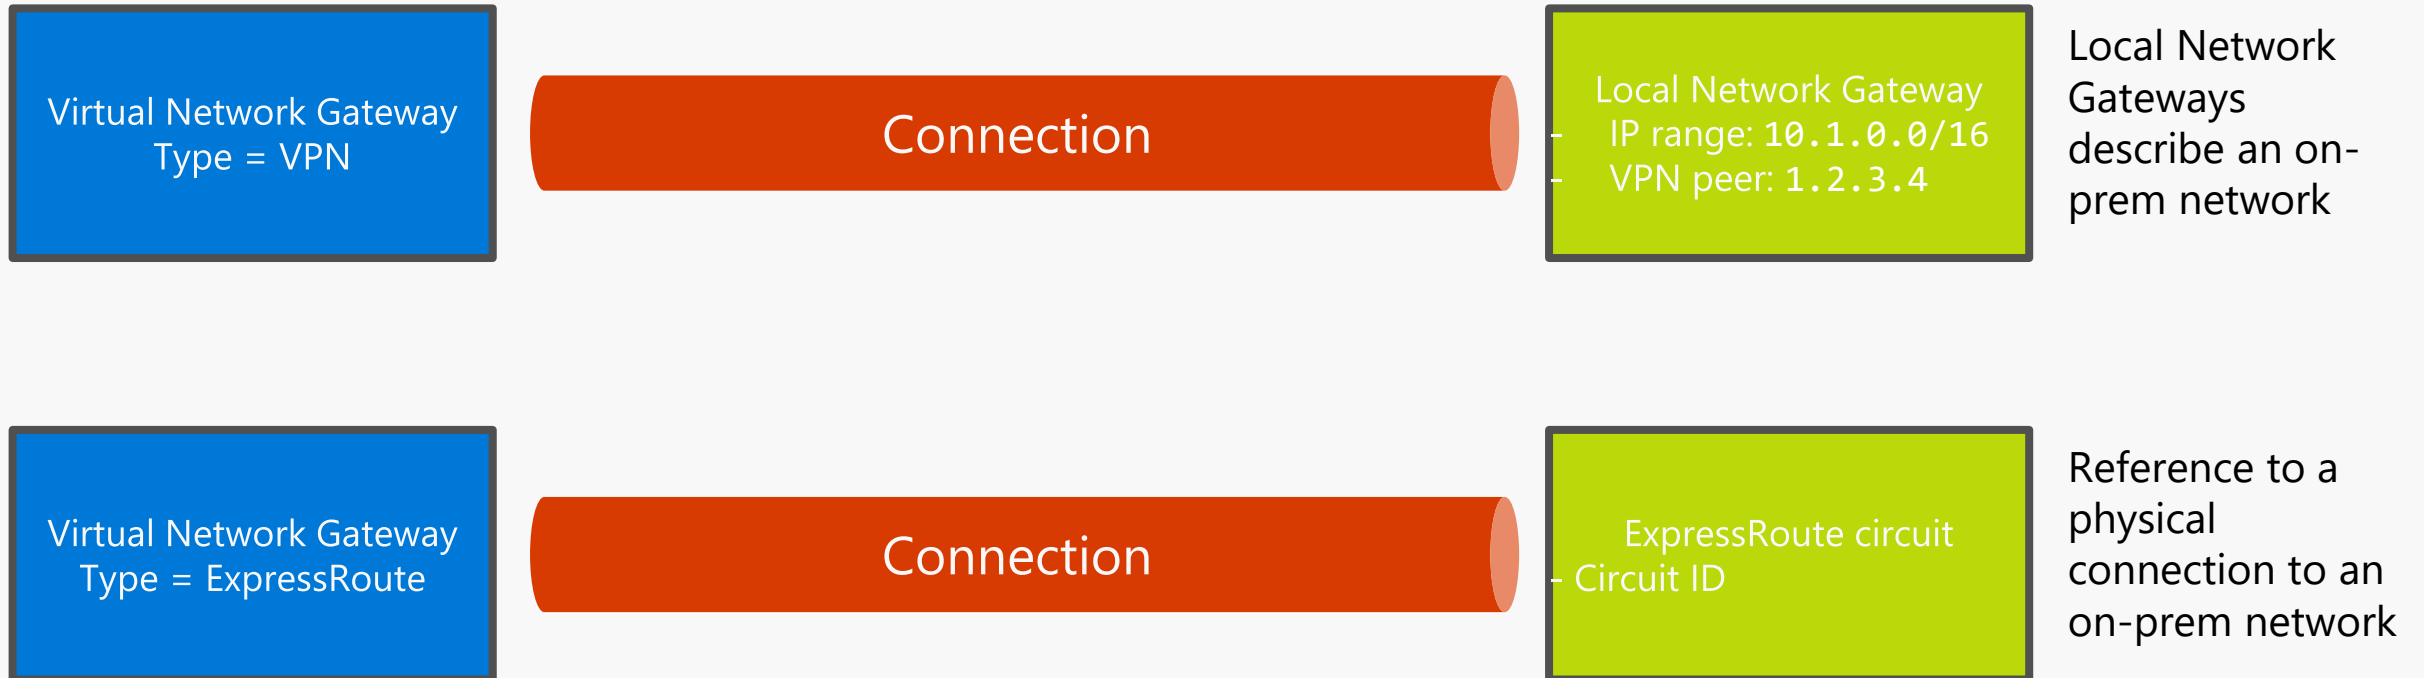 Virtual Network Gateway
Type = VPN
Connection
Local Network Gateway
- IP range: 10.1.0.0/16
- VPN peer: 1.2.3.4
Local Network
Gateways
describe an on-
prem network
Virtual Network Gateway
Type = ExpressRoute
Connection
ExpressRoute circuit
- Circuit ID
Reference to a
physical
connection to an
on-prem network